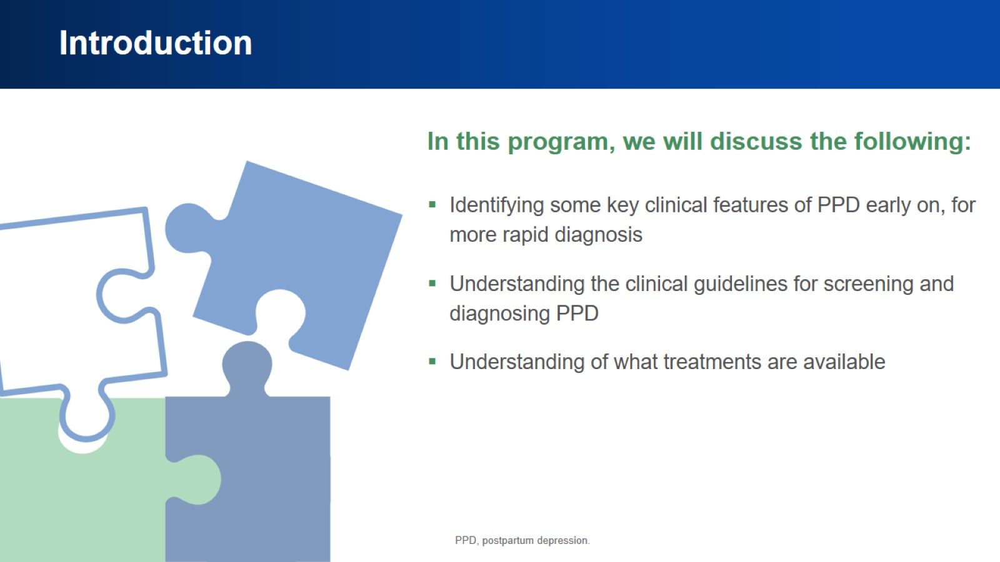 Introduction
In this program, we will discuss the following:
▪ Identifying some key clinical features of PPD early on, for
more rapid diagnosis
▪ Understanding the clinical guidelines for screening and
diagnosing PPD
▪ Understanding of what treatments are available
PPD, postpartum depression.